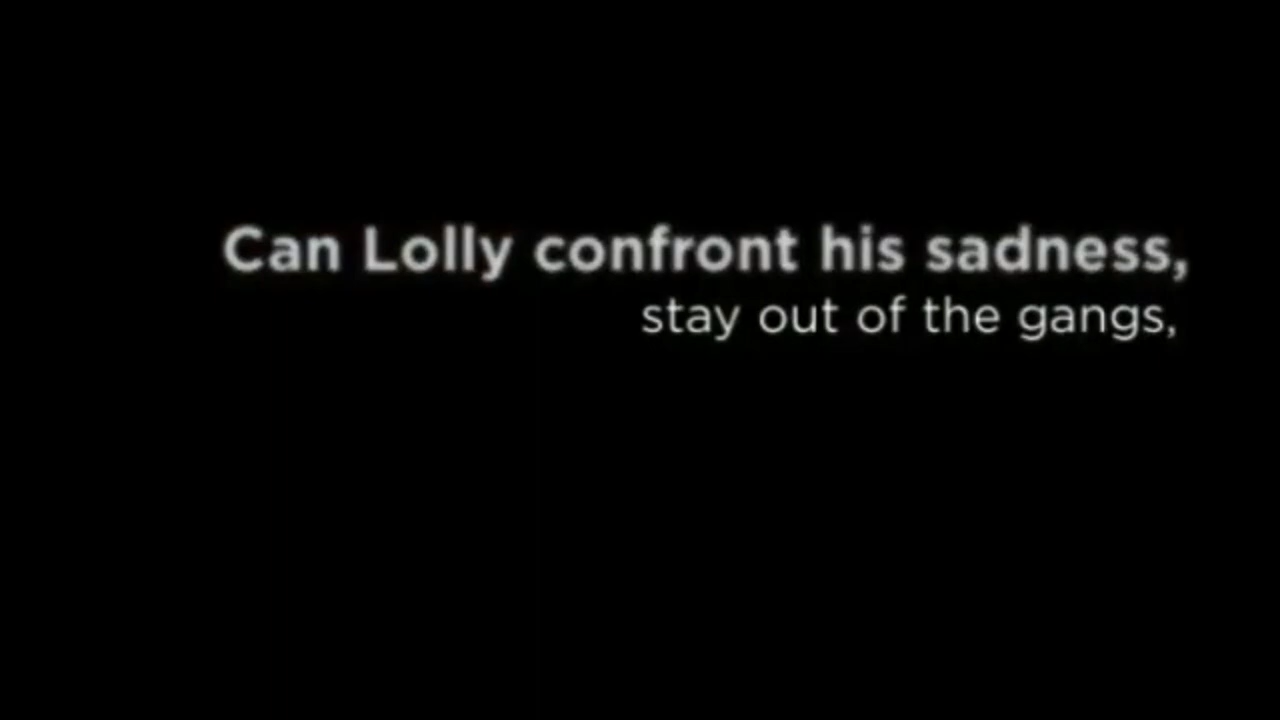 Can Lolly confront his sadness,
stay out of the gangs,